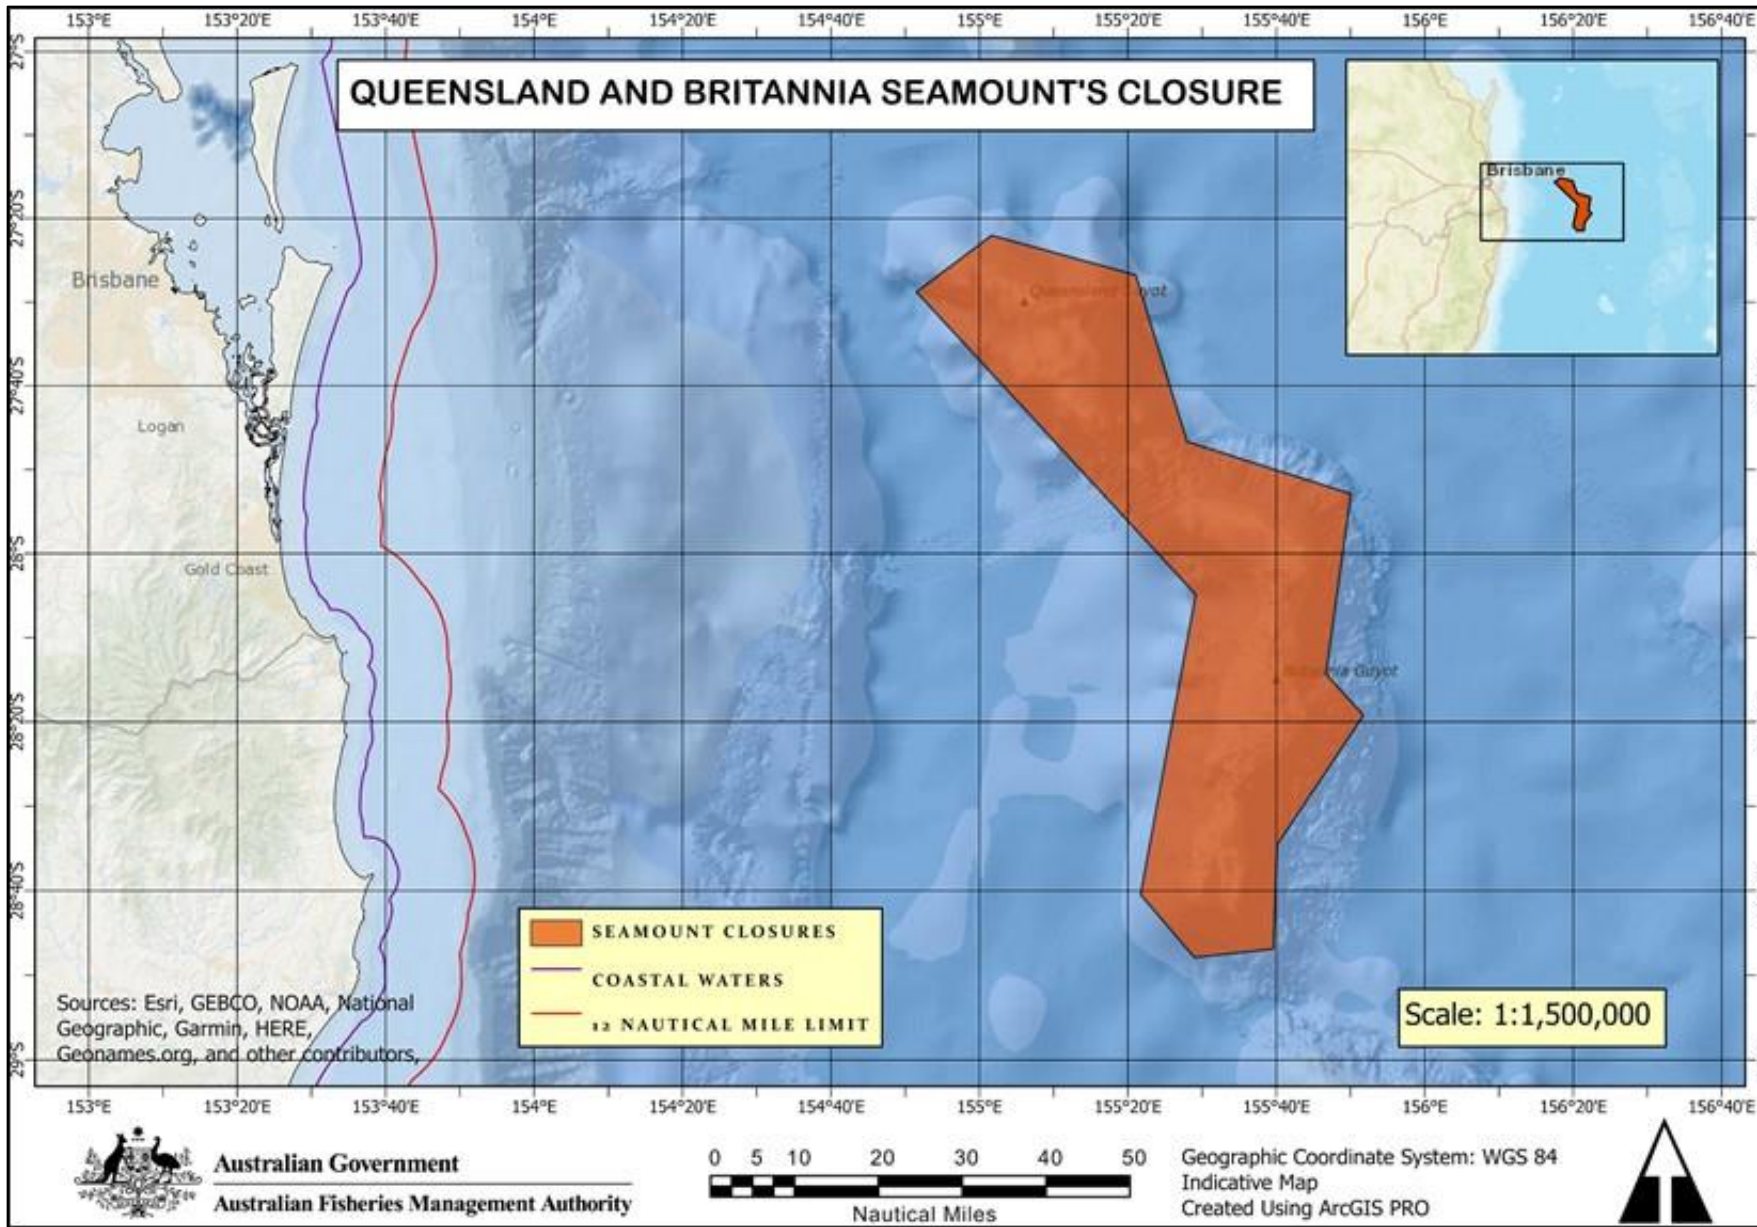 153°E 153°20'E 153°40'E 154°E 154°20'E 154°40'E 155°E 155°20'E 155°40'E 156°E 156°20'E 156°40'E
QUEENSLAND AND BRITANNIA SEAMOUNT'S CLOSURE
Brisbane
27°S
27°20'S
27°40'S
28°S
28°20'S
28°40'S
29°S
Brisbane
Logan
Gold Coast
Queensland Guyot
Guyot
SEAMOUNT CLOSURES
COASTAL WATERS
12 NAUTICAL MILE LIMIT
Sources: Esri, GEBCO, NOAA, National
Geographic, Garmin, HERE,
Geonames.org, and other contributors,
Scale: 1:1,500,000
153°E 153°20'E 153°40'E 154°E 154°20'E 154°40'E 155°E 155°20'E 155°40'E 156°E 156°20'E 156°40'E
Australian Government
Australian Fisheries Management Authority
0 5 10 20 30 40 50
Nautical Miles
Geographic Coordinate System: WGS 84
Indicative Map
Created Using ArcGIS PRO